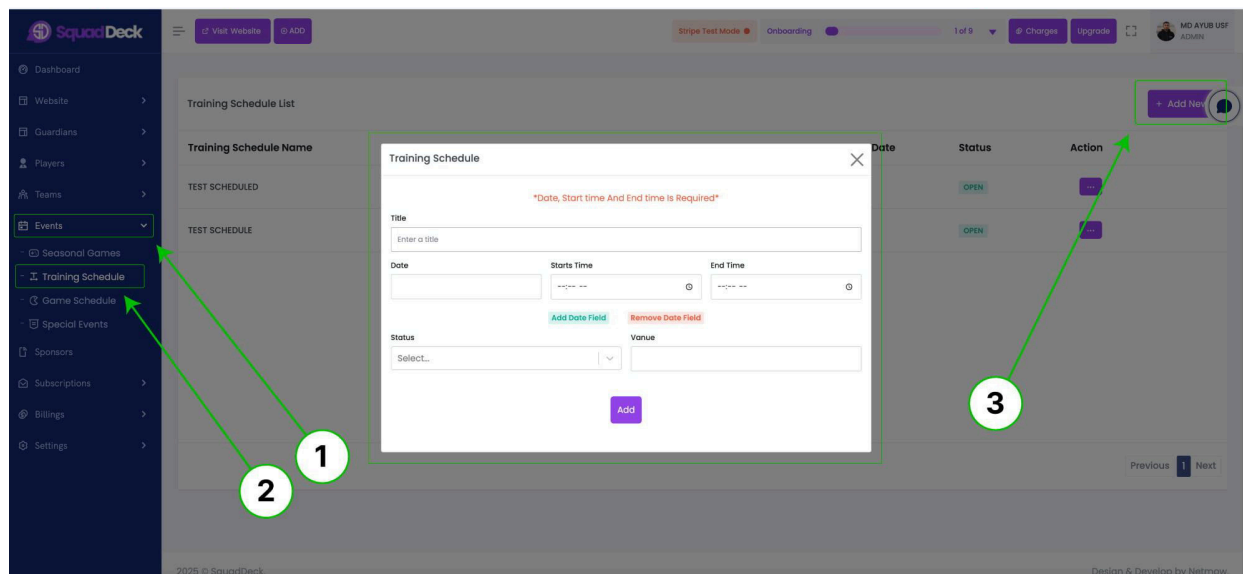 SquadDeck
Visit Website
ADD
Stripe Test Mode
Onboarding
1 of 9
Charges
Upgrade
MD AYUB USF
ADMIN
Dashboard
Website
Guardians
Players
Teams
Events
Seasonal Games
Training Schedule
Game Schedule
Special Events
Sponsors
Subscriptions
Billings
Settings
Training Schedule List
+ Add New
Training Schedule Name
Date
Status
Action
TEST SCHEDULED
OPEN
...
TEST SCHEDULE
OPEN
...
Training Schedule
*Date, Start time And End time Is Required*
Title
Enter a title
Date
Starts Time
End Time
--:-- --
--:-- --
Add Date Field
Remove Date Field
Status
Vanue
Select...
Add
1
2
3
Previous 1 Next
2025 © SquadDeck.
Design & Develop by Netmow